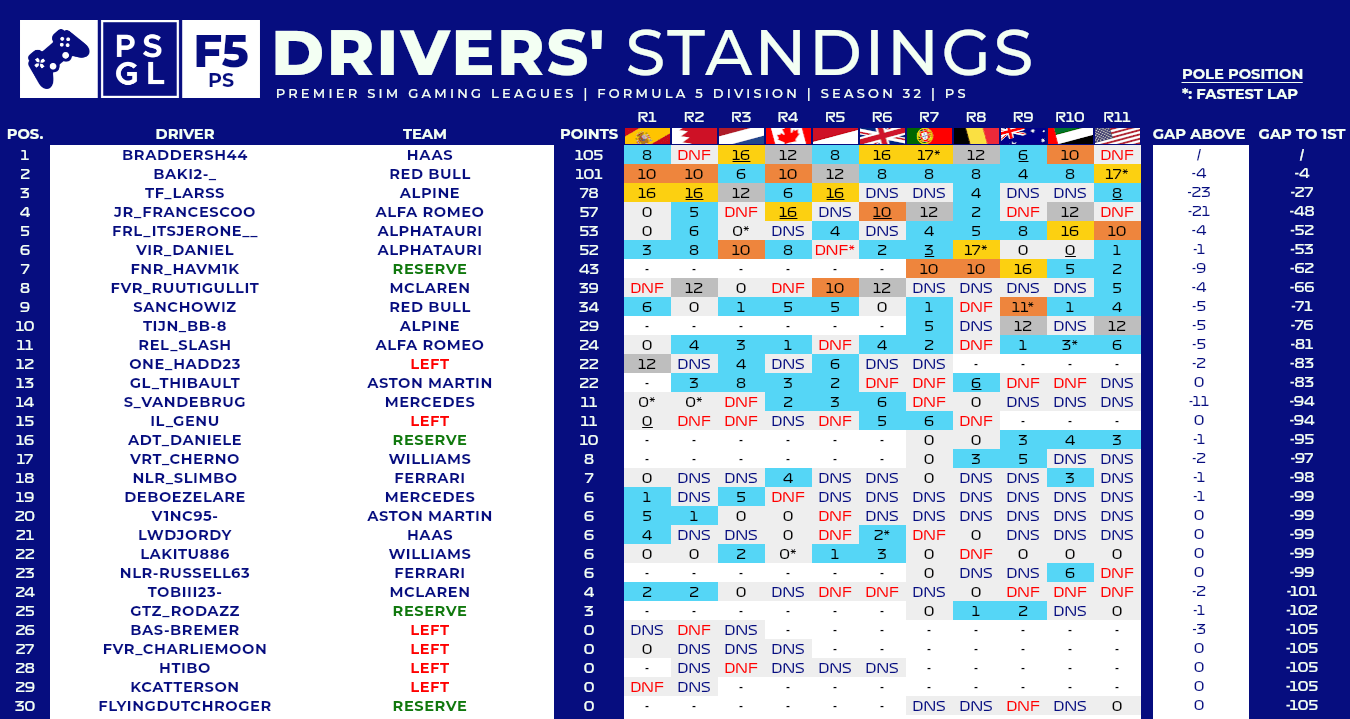 PS GL F5 PS DRIVERS' STANDINGS
PREMIER SIM GAMING LEAGUES | FORMULA 5 DIVISION | SEASON 32 | PS
POLE POSITION
*: FASTEST LAP
R1 R2 R3 R4 R5 R6 R7 R8 R9 R10 R11
POS. DRIVER TEAM POINTS GAP ABOVE GAP TO 1ST
1 BRADDERSH44 HAAS 105 8 DNF 16 12 8 16 17* 12 6 10 DNF / /
2 BAKI2-_ RED BULL 101 10 10 6 10 12 8 8 8 4 8 17* -4 -4
3 TF_LARSS ALPINE 78 16 16 12 6 16 DNS DNS 4 DNS DNS 8 -23 -27
4 JR_FRANCESCOO ALFA ROMEO 57 0 5 DNF 16 DNS 10 12 2 DNF 12 DNF -21 -48
5 FRL_ITSJERONE__ ALPHATAURI 53 0 6 0* DNS 4 DNS 4 5 8 16 10 -4 -52
6 VIR_DANIEL ALPHATAURI 52 3 8 10 8 DNF* 2 3 17* 0 0 1 -1 -53
7 FNR_HAVM1K RESERVE 43 - - - - - - 10 10 16 5 2 -9 -62
8 FVR_RUUTIGULLIT MCLAREN 39 DNF 12 0 DNF 10 12 DNS DNS DNS DNS 5 -4 -66
9 SANCHOWIZ RED BULL 34 6 0 1 5 5 0 1 DNF 11* 1 4 -5 -71
10 TIJN_BB-8 ALPINE 29 - - - - - - 5 DNS 12 DNS 12 -5 -76
11 REL_SLASH ALFA ROMEO 24 0 4 3 1 DNF 4 2 DNF 1 3* 6 -5 -81
12 ONE_HADD23 LEFT 22 12 DNS 4 DNS 6 DNS DNS - - - - -2 -83
13 GL_THIBAULT ASTON MARTIN 22 - 3 8 3 2 DNF DNF 6 DNF DNF DNS 0 -83
14 S_VANDEBRUG MERCEDES 11 0* 0* DNF 2 3 6 DNF 0 DNS DNS DNS -11 -94
15 IL_GENU LEFT 11 0 DNF DNF DNS DNF 5 6 DNF - - - 0 -94
16 ADT_DANIELE RESERVE 10 - - - - - - 0 0 3 4 3 -1 -95
17 VRT_CHERNO WILLIAMS 8 - - - - - - 0 3 5 DNS DNS -2 -97
18 NLR_SLIMBO FERRARI 7 0 DNS DNS 4 DNS DNS 0 DNS DNS 3 DNS -1 -98
19 DEBOEZELARE MERCEDES 6 1 DNS 5 DNF DNS DNS DNS DNS DNS DNS DNS -1 -99
20 V1NC95- ASTON MARTIN 6 5 1 0 0 DNF DNS DNS DNS DNS DNS DNS 0 -99
21 LWDJORDY HAAS 6 4 DNS DNS 0 DNF 2* DNF 0 DNS DNS DNS 0 -99
22 LAKITU886 WILLIAMS 6 0 0 2 0* 1 3 0 DNF 0 0 0 0 -99
23 NLR-RUSSELL63 FERRARI 6 - - - - - - 0 DNS DNS 6 DNF 0 -99
24 TOBIII23- MCLAREN 4 2 2 0 DNS DNF DNF DNS 0 DNF DNF DNF -2 -101
25 GTZ_RODAZZ RESERVE 3 - - - - - - 0 1 2 DNS 0 -1 -102
26 BAS-BREMER LEFT 0 DNS DNF DNS - - - - - - - - -3 -105
27 FVR_CHARLIEMOON LEFT 0 0 DNS DNS DNS - - - - - - - 0 -105
28 HTIBO LEFT 0 - DNS DNF DNS DNS DNS - - - - - 0 -105
29 KCATTERSON LEFT 0 DNF DNS - - - - - - - - - 0 -105
30 FLYINGDUTCHROGER RESERVE 0 - - - - - - DNS DNS DNF DNS 0 0 -105